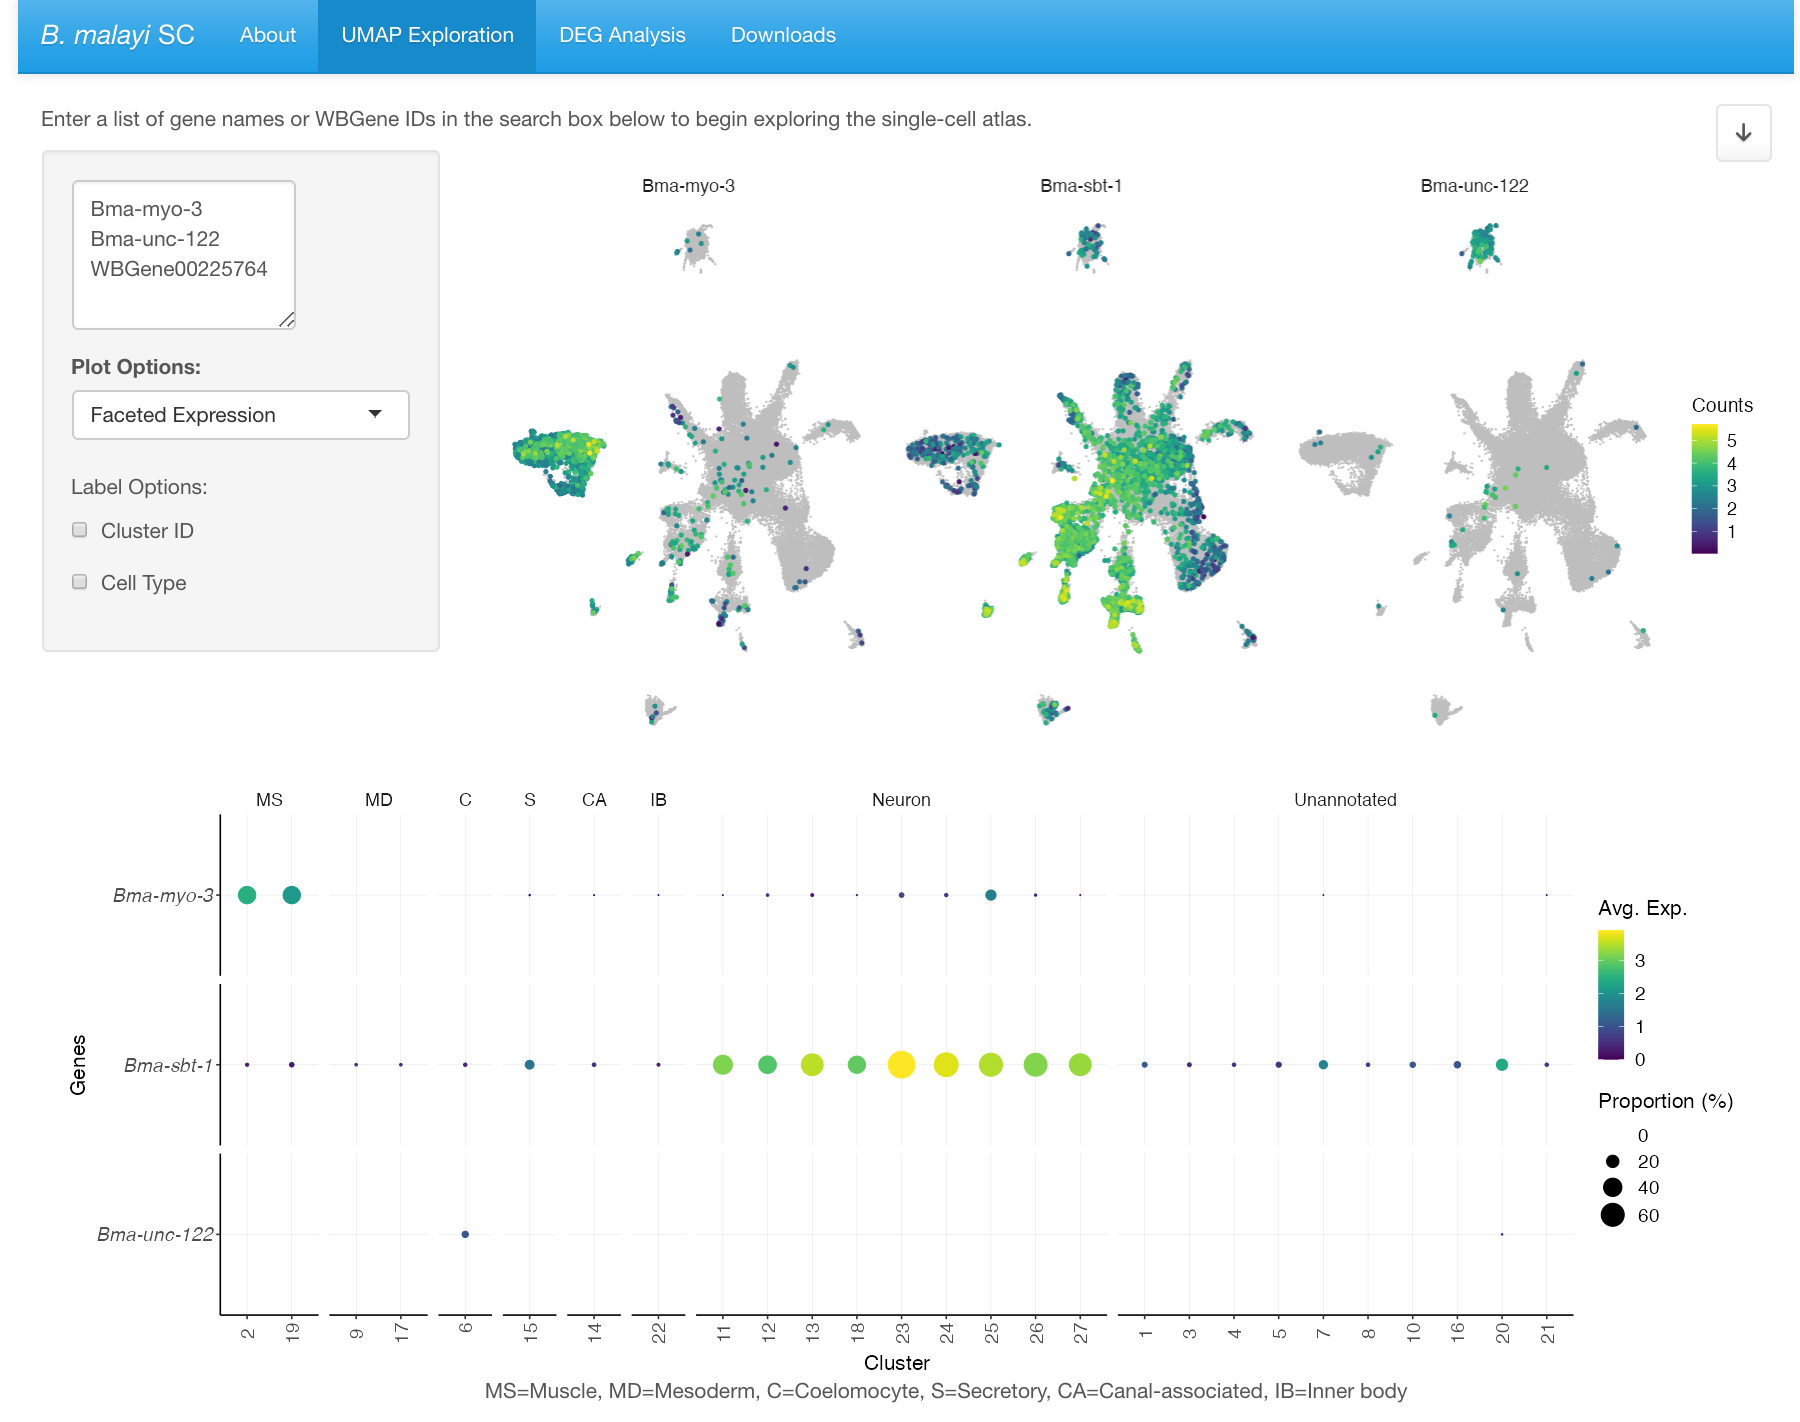 B. malayi SC About UMAP Exploration DEG Analysis Downloads
Enter a list of gene names or WBGene IDs in the search box below to begin exploring the single-cell atlas.
Bma-myo-3
Bma-unc-122
WBGene00225764
Plot Options:
Faceted Expression
Label Options:
Cluster ID
Cell Type
Bma-myo-3 Bma-sbt-1 Bma-unc-122
Counts
5
4
3
2
1
MS MD C S CA IB Neuron Unannotated
Genes
Bma-myo-3
Bma-sbt-1
Bma-unc-122
2 19 9 17 6 15 14 22 11 12 13 18 23 24 25 26 27 1 3 4 5 7 8 10 16 20 21
Cluster
MS=Muscle, MD=Mesoderm, C=Coelomocyte, S=Secretory, CA=Canal-associated, IB=Inner body
Avg. Exp.
3
2
1
0
Proportion (%)
0
20
40
60